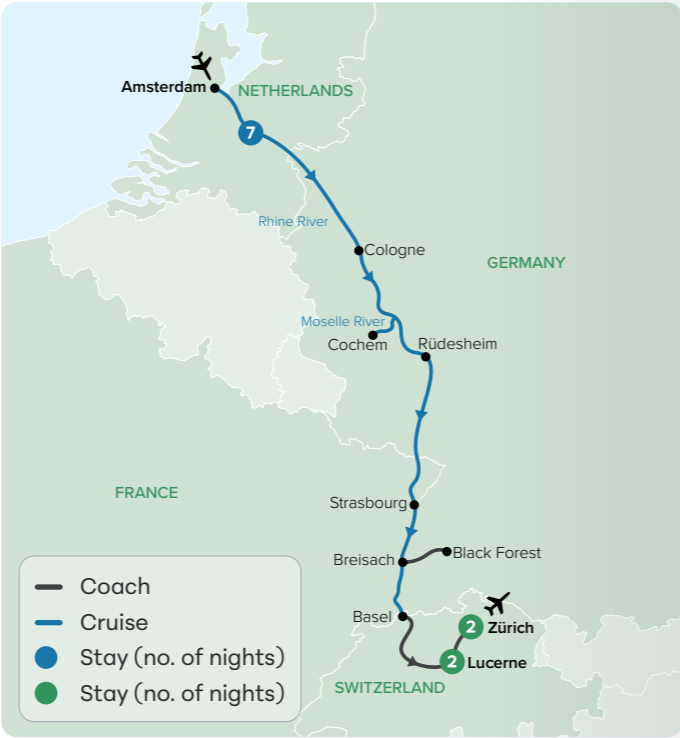 Amsterdam
NETHERLANDS
7
Rhine River
Cologne
GERMANY
Moselle River
Cochem
Rüdesheim
FRANCE
Strasbourg
Breisach
Black Forest
Basel
2
Zürich
2
Lucerne
SWITZERLAND
Coach
Cruise
Stay (no. of nights)
Stay (no. of nights)